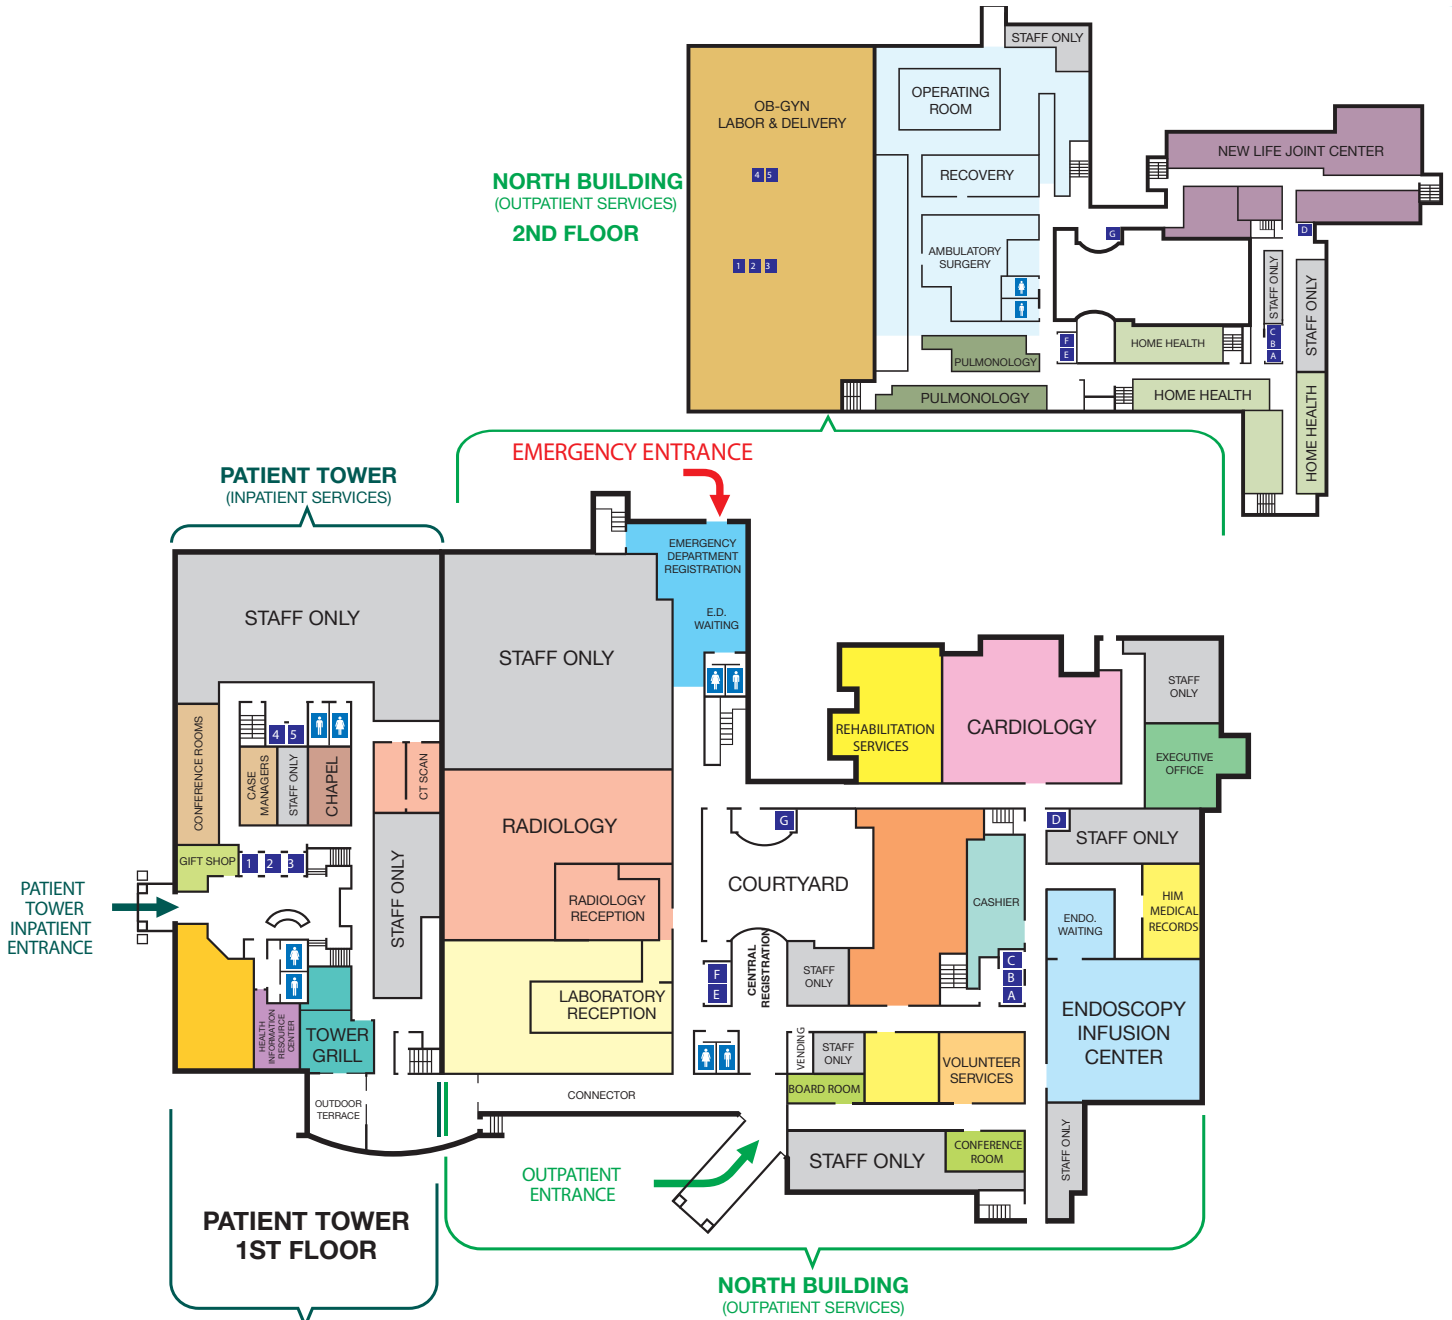 STAFF ONLY
OPERATING
ROOM
OB-GYN
LABOR & DELIVERY
NEW LIFE JOINT CENTER
RECOVERY
4 5
NORTH BUILDING
(OUTPATIENT SERVICES)
2ND FLOOR
G
D
AMBULATORY
SURGERY
1 2 3
STAFF ONLY
STAFF ONLY
F
E
C
B
A
HOME HEALTH
PULMONOLOGY
PULMONOLOGY
HOME HEALTH
HOME HEALTH
EMERGENCY ENTRANCE
PATIENT TOWER
(INPATIENT SERVICES)
EMERGENCY
DEPARTMENT
REGISTRATION
E.D.
WAITING
STAFF ONLY
STAFF ONLY
STAFF
ONLY
CONFERENCE ROOMS
4 5
CASE
MANAGERS
STAFF ONLY
CHAPEL
CT SCAN
REHABILITATION
SERVICES
CARDIOLOGY
EXECUTIVE
OFFICE
RADIOLOGY
G
D
STAFF ONLY
GIFT SHOP
1 2 3
STAFF ONLY
COURTYARD
RADIOLOGY
RECEPTION
CASHIER
ENDO.
WAITING
HIM
MEDICAL
RECORDS
PATIENT
TOWER
INPATIENT
ENTRANCE
F
E
CENTRAL
REGISTRATION
STAFF
ONLY
C
B
A
LABORATORY
RECEPTION
ENDOSCOPY
INFUSION
CENTER
HEALTH
INFORMATION
RESOURCE
CENTER
TOWER
GRILL
VENDING
STAFF
ONLY
VOLUNTEER
SERVICES
BOARD ROOM
OUTDOOR
TERRACE
CONNECTOR
STAFF ONLY
CONFERENCE
ROOM
STAFF ONLY
OUTPATIENT
ENTRANCE
PATIENT TOWER
1ST FLOOR
NORTH BUILDING
(OUTPATIENT SERVICES)